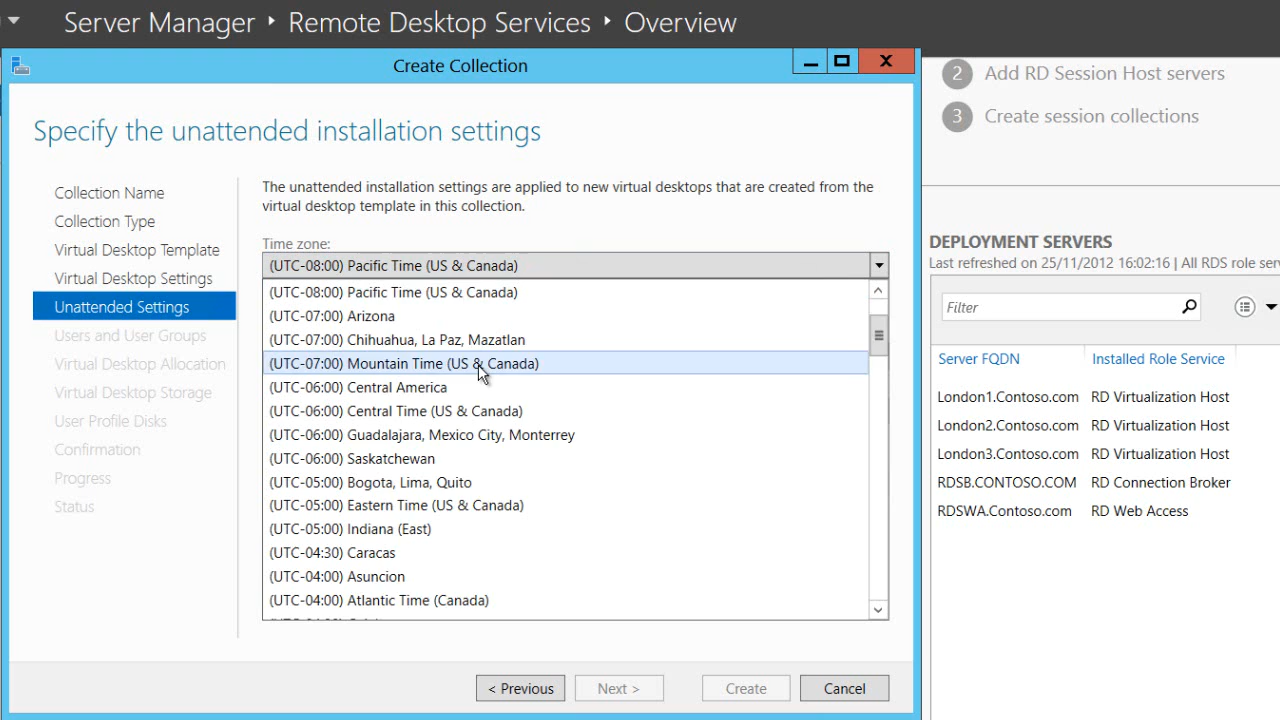 Server Manager ‣ Remote Desktop Services ‣ Overview
Create Collection
Specify the unattended installation settings
Collection Name
Collection Type
Virtual Desktop Template
Virtual Desktop Settings
Unattended Settings
Users and User Groups
Virtual Desktop Allocation
Virtual Desktop Storage
User Profile Disks
Confirmation
Progress
Status
The unattended installation settings are applied to new virtual desktops that are created from the
virtual desktop template in this collection.
Time zone:
(UTC-08:00) Pacific Time (US & Canada)
(UTC-08:00) Pacific Time (US & Canada)
(UTC-07:00) Arizona
(UTC-07:00) Chihuahua, La Paz, Mazatlan
(UTC-07:00) Mountain Time (US & Canada)
(UTC-06:00) Central America
(UTC-06:00) Central Time (US & Canada)
(UTC-06:00) Guadalajara, Mexico City, Monterrey
(UTC-06:00) Saskatchewan
(UTC-05:00) Bogota, Lima, Quito
(UTC-05:00) Eastern Time (US & Canada)
(UTC-05:00) Indiana (East)
(UTC-04:30) Caracas
(UTC-04:00) Asuncion
(UTC-04:00) Atlantic Time (Canada)
< Previous
Next >
Create
Cancel
2 Add RD Session Host servers
3 Create session collections
DEPLOYMENT SERVERS
Last refreshed on 25/11/2012 16:02:16 | All RDS role
Filter
Server FQDN Installed Role Service
London1.Contoso.com RD Virtualization Host
London2.Contoso.com RD Virtualization Host
London3.Contoso.com RD Virtualization Host
RDSB.CONTOSO.COM RD Connection Broker
RDSWA.Contoso.com RD Web Access